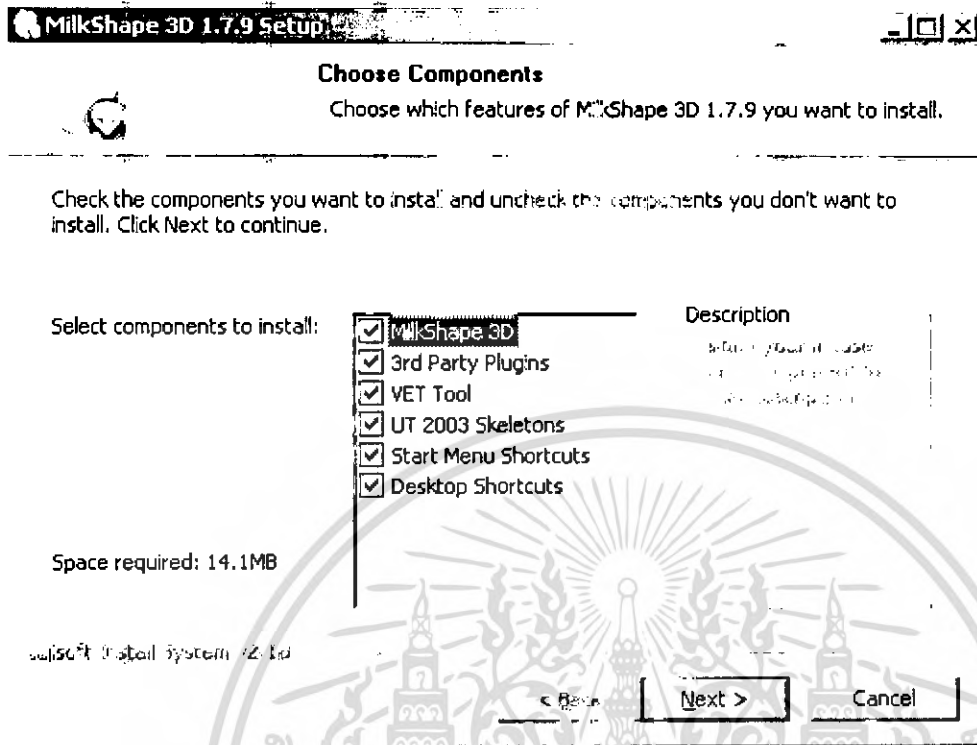 MilkShape 3D 1.7.9 Setup
Choose Components
Choose which features of MilkShape 3D 1.7.9 you want to install.
Check the components you want to install and uncheck the components you don't want to
install. Click Next to continue.
Select components to install:
MilkShape 3D
3rd Party Plugins
VET Tool
UT 2003 Skeletons
Start Menu Shortcuts
Desktop Shortcuts
Description
Space required: 14.1MB
Install System
< Back
Next >
Cancel